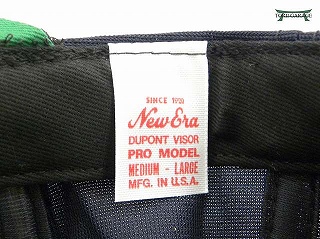 SINCE 1920
New Era
DUPONT VISOR
PRO MODEL
MEDIUM - LARGE
MFG. IN U.S.A.